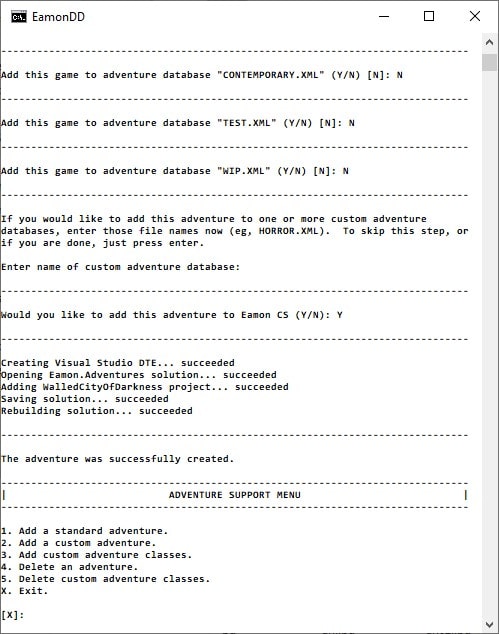 EamonDD
--------------------------------------------------------------------------------
Add this game to adventure database "CONTEMPORARY.XML" (Y/N) [N]: N
--------------------------------------------------------------------------------
Add this game to adventure database "TEST.XML" (Y/N) [N]: N
--------------------------------------------------------------------------------
Add this game to adventure database "WIP.XML" (Y/N) [N]: N
--------------------------------------------------------------------------------
If you would like to add this adventure to one or more custom adventure
databases, enter those file names now (eg, HORROR.XML).  To skip this step, or
if you are done, just press enter.
Enter name of custom adventure database:
--------------------------------------------------------------------------------
Would you like to add this adventure to Eamon CS (Y/N): Y
--------------------------------------------------------------------------------
Creating Visual Studio DTE... succeeded
Opening Eamon.Adventures solution... succeeded
Adding WalledCityOfDarkness project... succeeded
Saving solution... succeeded
Rebuilding solution... succeeded
--------------------------------------------------------------------------------
The adventure was successfully created.
--------------------------------------------------------------------------------
|                           ADVENTURE SUPPORT MENU                           |
--------------------------------------------------------------------------------
1. Add a standard adventure.
2. Add a custom adventure.
3. Add custom adventure classes.
4. Delete an adventure.
5. Delete custom adventure classes.
X. Exit.
[X]: